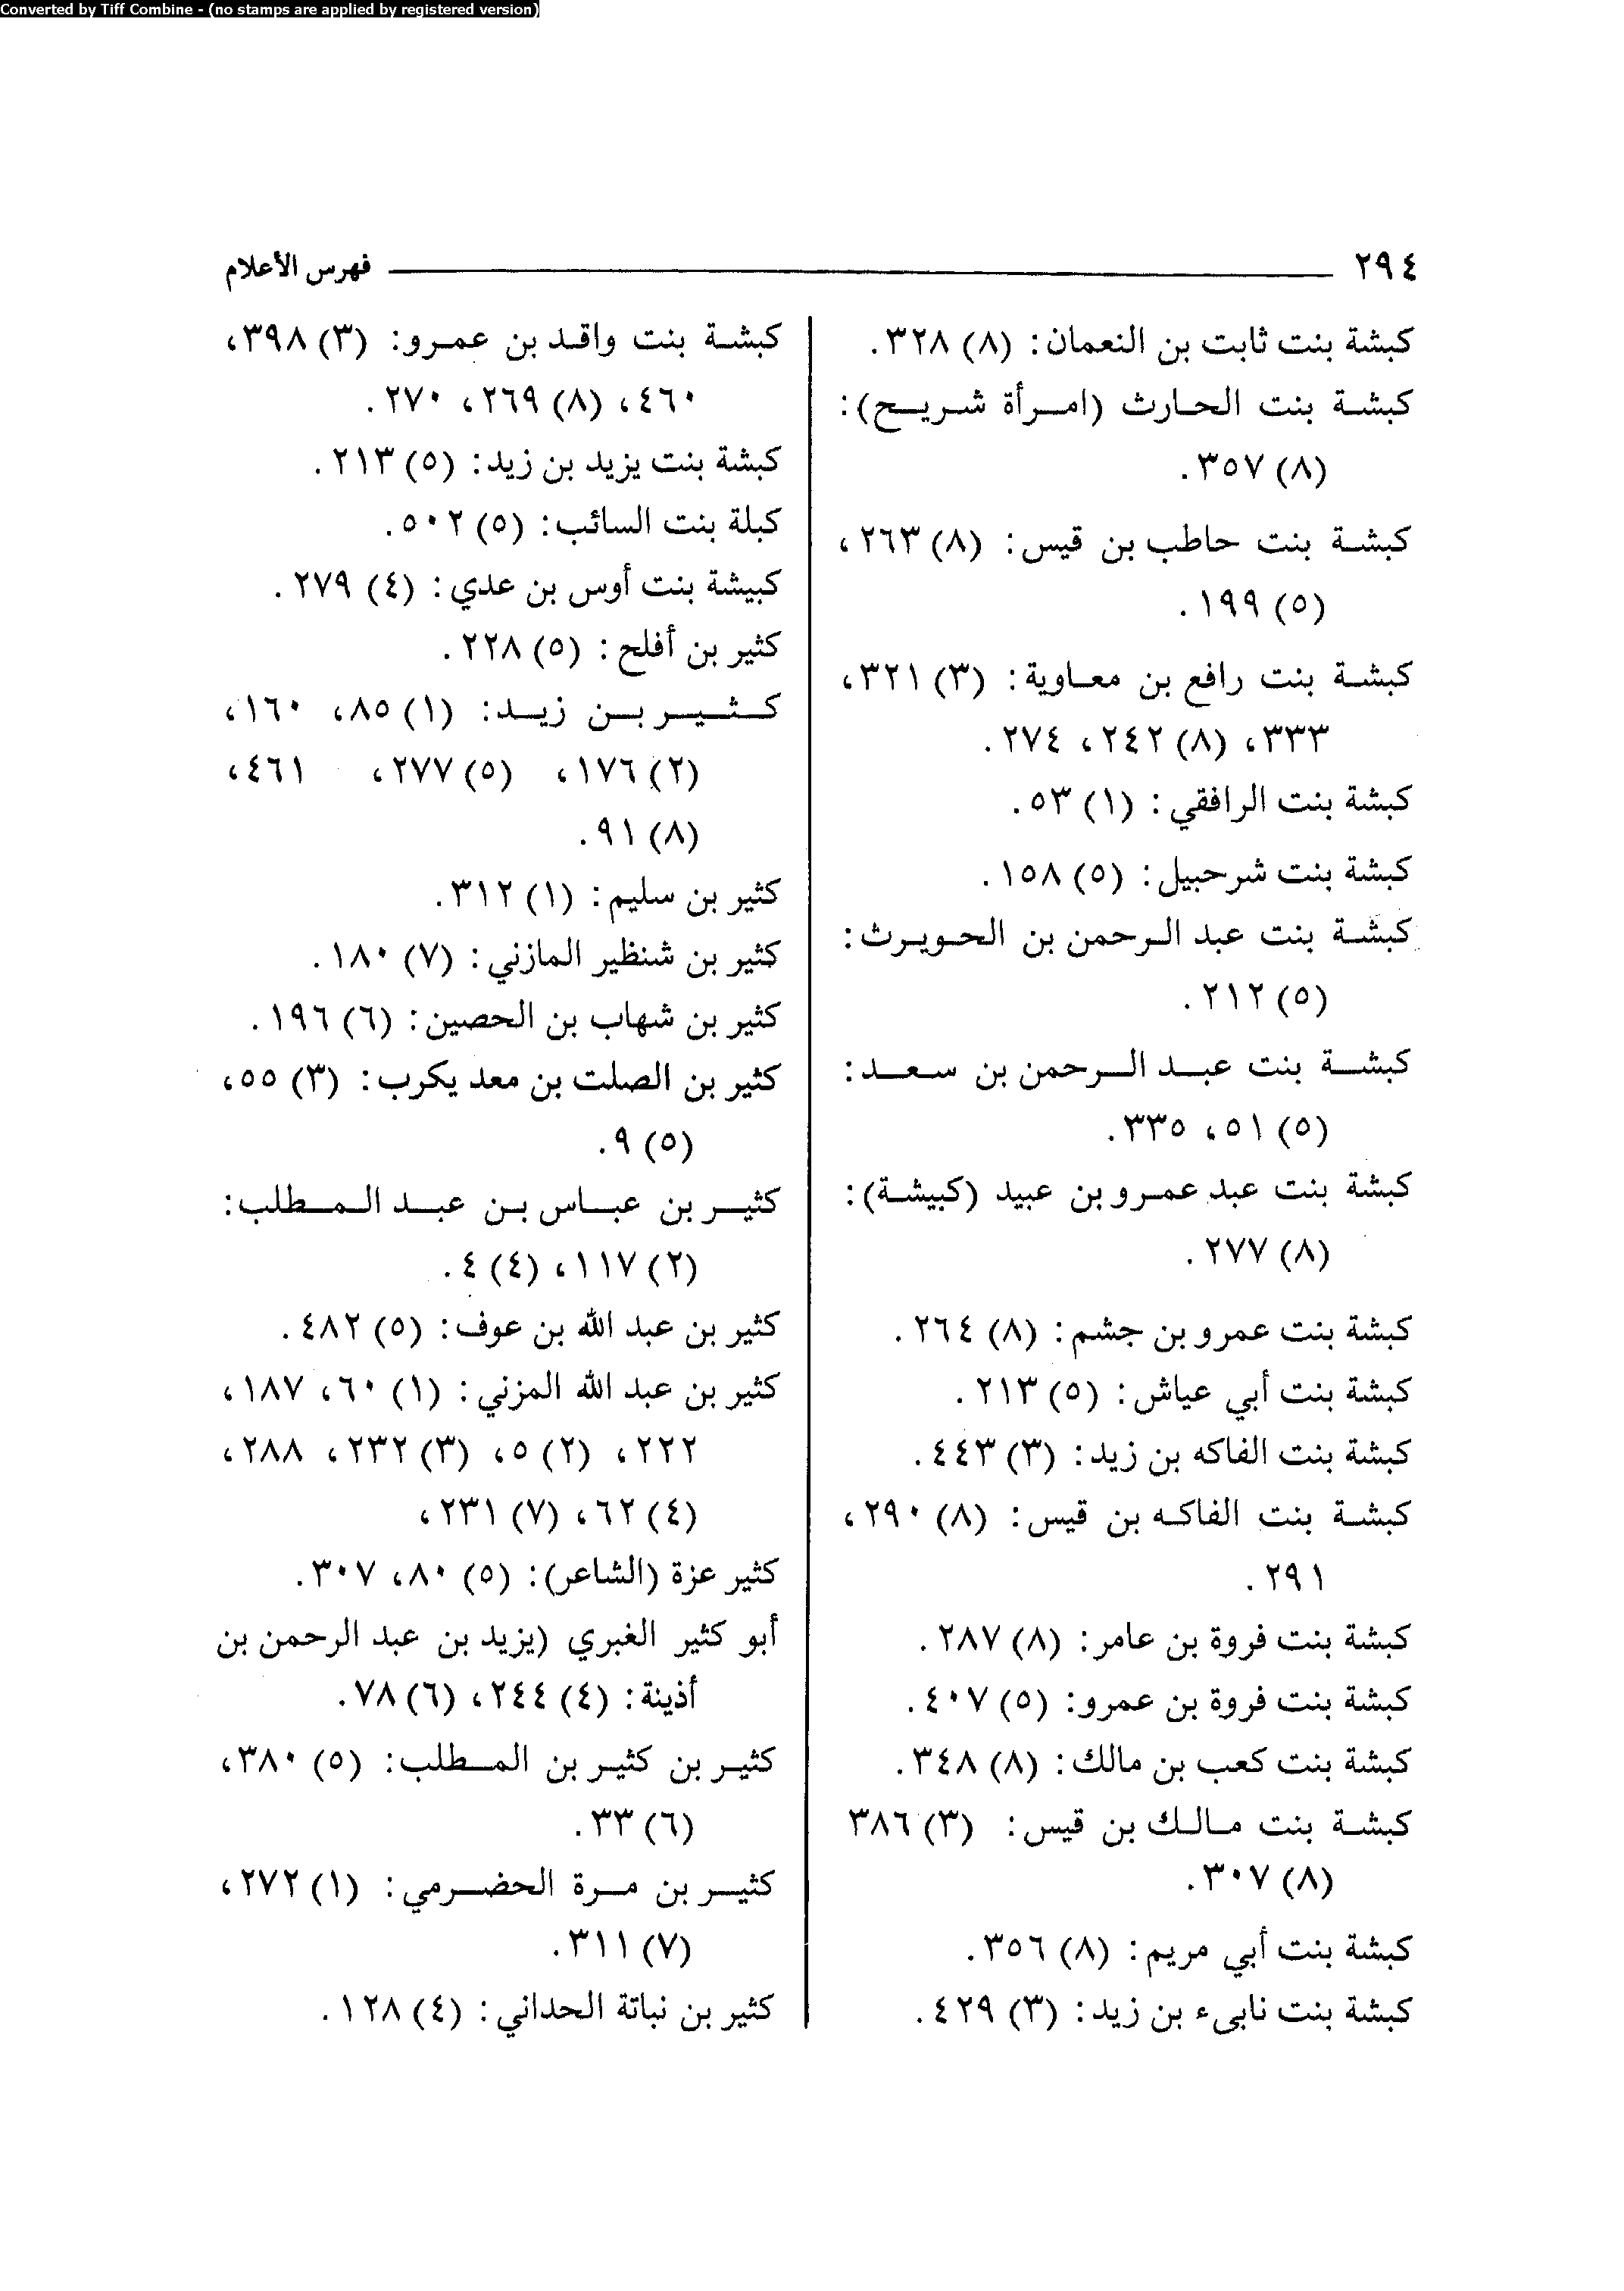 Converted by Tiff Combine - (no stamps are applied by registered version)
٢٩٤ فهرس الأعلام
كبشة بنت ثابت بن النعمان: (٨) ٣٢٨.
كبشة بنت الحارث (امرأة شريح):
(٨) ٣٥٧.
كبشة بنت حاطب بن قيس: (٨) ٢٦٣،
(٥) ١٩٩.
كبشة بنت رافع بن معاوية: (٣) ٣٢١،
٣٣٣، (٨) ٢٤٢، ٢٧٤.
كبشة بنت الرافقي: (١) ٥٣.
كبشة بنت شرحبيل: (٥) ١٥٨.
كبشة بنت عبد الرحمن بن الحويرث:
(٥) ٢١٢.
كبشة بنت عبد الرحمن بن سعد:
(٥) ٥١، ٣٣٥.
كبشة بنت عبد عمرو بن عبيد (كبيشة):
(٨) ٢٧٧.
كبشة بنت عمرو بن جشم: (٨) ٢٦٤.
كبشة بنت أبي عياش: (٥) ٢١٣.
كبشة بنت الفاكه بن زيد: (٣) ٤٤٣.
كبشة بنت الفاكه بن قيس: (٨) ٢٩٠،
٢٩١.
كبشة بنت فروة بن عامر: (٨) ٢٨٧.
كبشة بنت فروة بن عمرو: (٥) ٤٠٧.
كبشة بنت كعب بن مالك: (٨) ٣٤٨.
كبشة بنت مالك بن قيس: (٣) ٣٨٦
(٨) ٣٠٧.
كبشة بنت أبي مريم: (٨) ٣٥٦.
كبشة بنت نابىء بن زيد: (٣) ٤٢٩.
كبشة بنت واقد بن عمرو: (٣) ٣٩٨،
٤٦٠، (٨) ٢٦٩، ٢٧٠.
كبشة بنت يزيد بن زيد: (٥) ٢١٣.
كبلة بنت السائب: (٥) ٥٠٢.
كبيشة بنت أوس بن عدي: (٤) ٢٧٩.
كثير بن أفلح: (٥) ٢٢٨.
كثير بن زيد: (١) ٨٥، ١٦٠،
(٢) ١٧٦، (٥) ٢٧٧، ٤٦١،
(٨) ٩١.
كثير بن سليم: (١) ٣١٢.
كثير بن شنظير المازني: (٧) ١٨٠.
كثير بن شهاب بن الحصين: (٦) ١٩٦.
كثير بن الصلت بن معد يكرب: (٣) ٥٥،
(٥) ٩.
كثير بن عباس بن عبد المطلب:
(٢) ١١٧، (٤) ٤.
كثير بن عبد الله بن عوف: (٥) ٤٨٢.
كثير بن عبد الله المزني: (١) ٦٠، ١٨٧،
٢٢٢، (٢) ٥، (٣) ٢٣٢، ٢٨٨،
(٤) ٦٢، (٧) ٢٣١،
كثير عزة (الشاعر): (٥) ٨٠، ٣٠٧.
أبو كثير الغبري (يزيد بن عبد الرحمن بن
أذينة: (٤) ٢٤٤، (٦) ٧٨.
كثير بن كثير بن المطلب: (٥) ٣٨٠،
(٦) ٣٣.
كثير بن مرة الحضرمي: (١) ٢٧٢،
(٧) ٣١١.
كثير بن نباتة الحداني: (٤) ١٢٨.